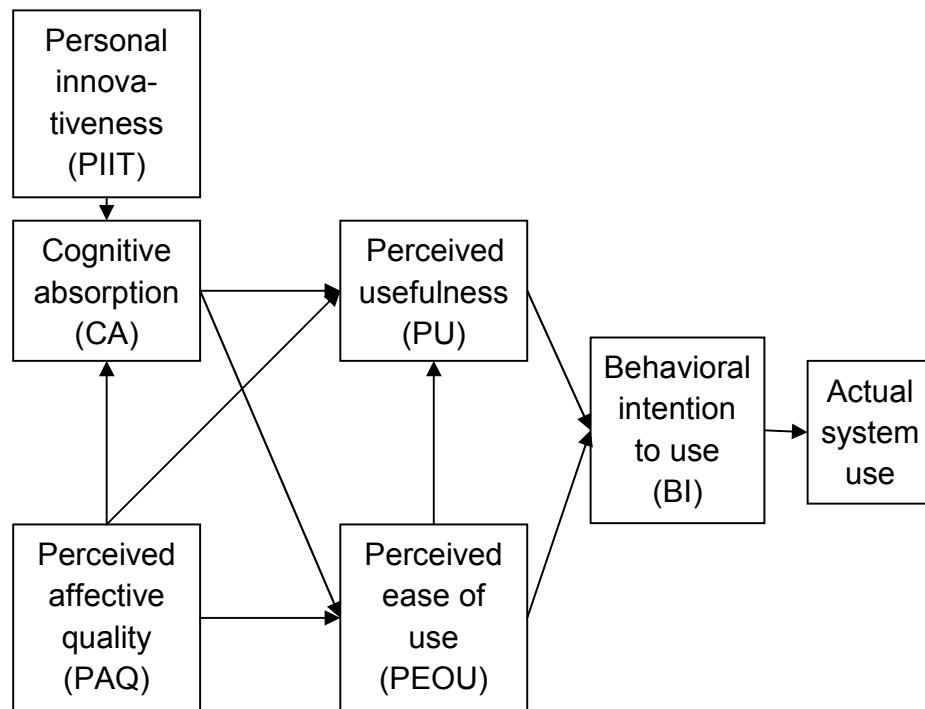 Personal
innova-
tiveness
(PIIT)
Cognitive
absorption
(CA)
Perceived
usefulness
(PU)
Behavioral
intention
to use
(BI)
Actual
system
use
Perceived
affective
quality
(PAQ)
Perceived
ease of
use
(PEOU)